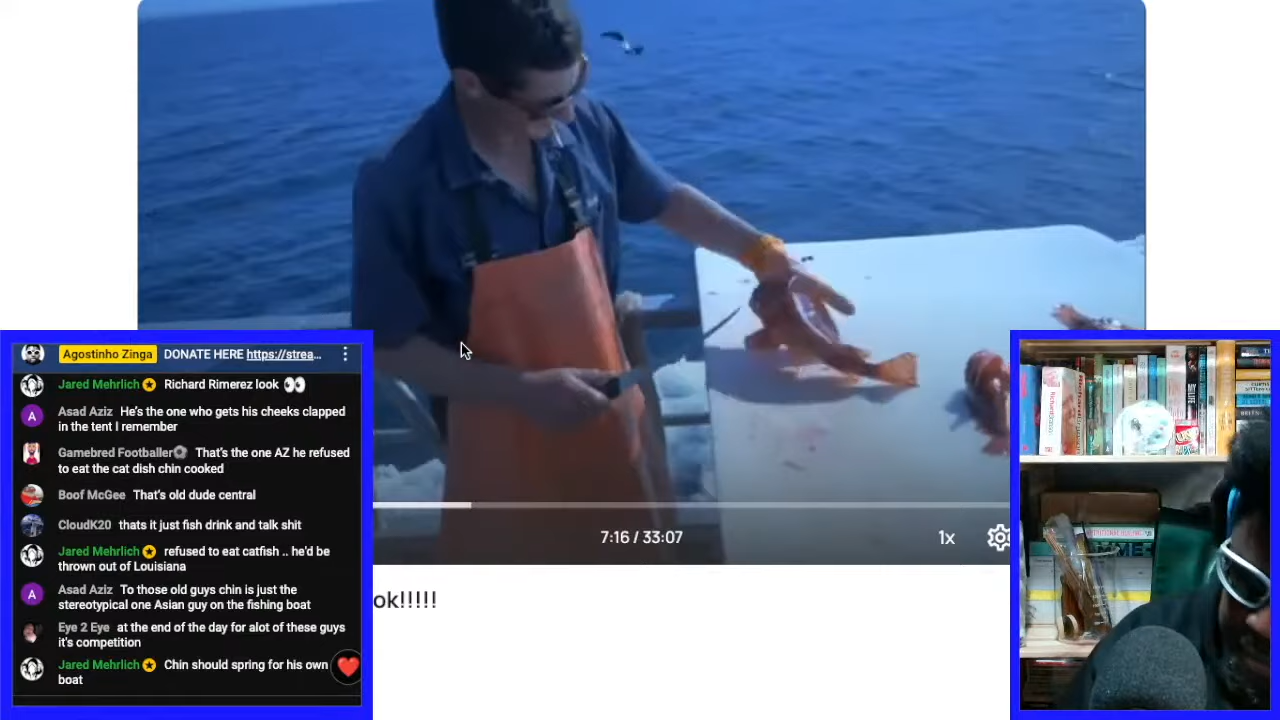 Agostinho Zinga DONATE HERE https://strea...
Jared Mehrlich Richard Rimerez look 👀
Asad Aziz He's the one who gets his cheeks clapped
in the tent I remember
Gamebred Footballer⚽ That's the one AZ he refused
to eat the cat dish chin cooked
Boof McGee That's old dude central
CloudK20 thats it just fish drink and talk shit
Jared Mehrlich refused to eat catfish .. he'd be
thrown out of Louisiana
Asad Aziz To those old guys chin is just the
stereotypical one Asian guy on the fishing boat
Eye 2 Eye at the end of the day for alot of these guys
it's competition
Jared Mehrlich Chin should spring for his own
boat
A
A
7:16 / 33:07
1x
ok!!!!!
MY LIFE